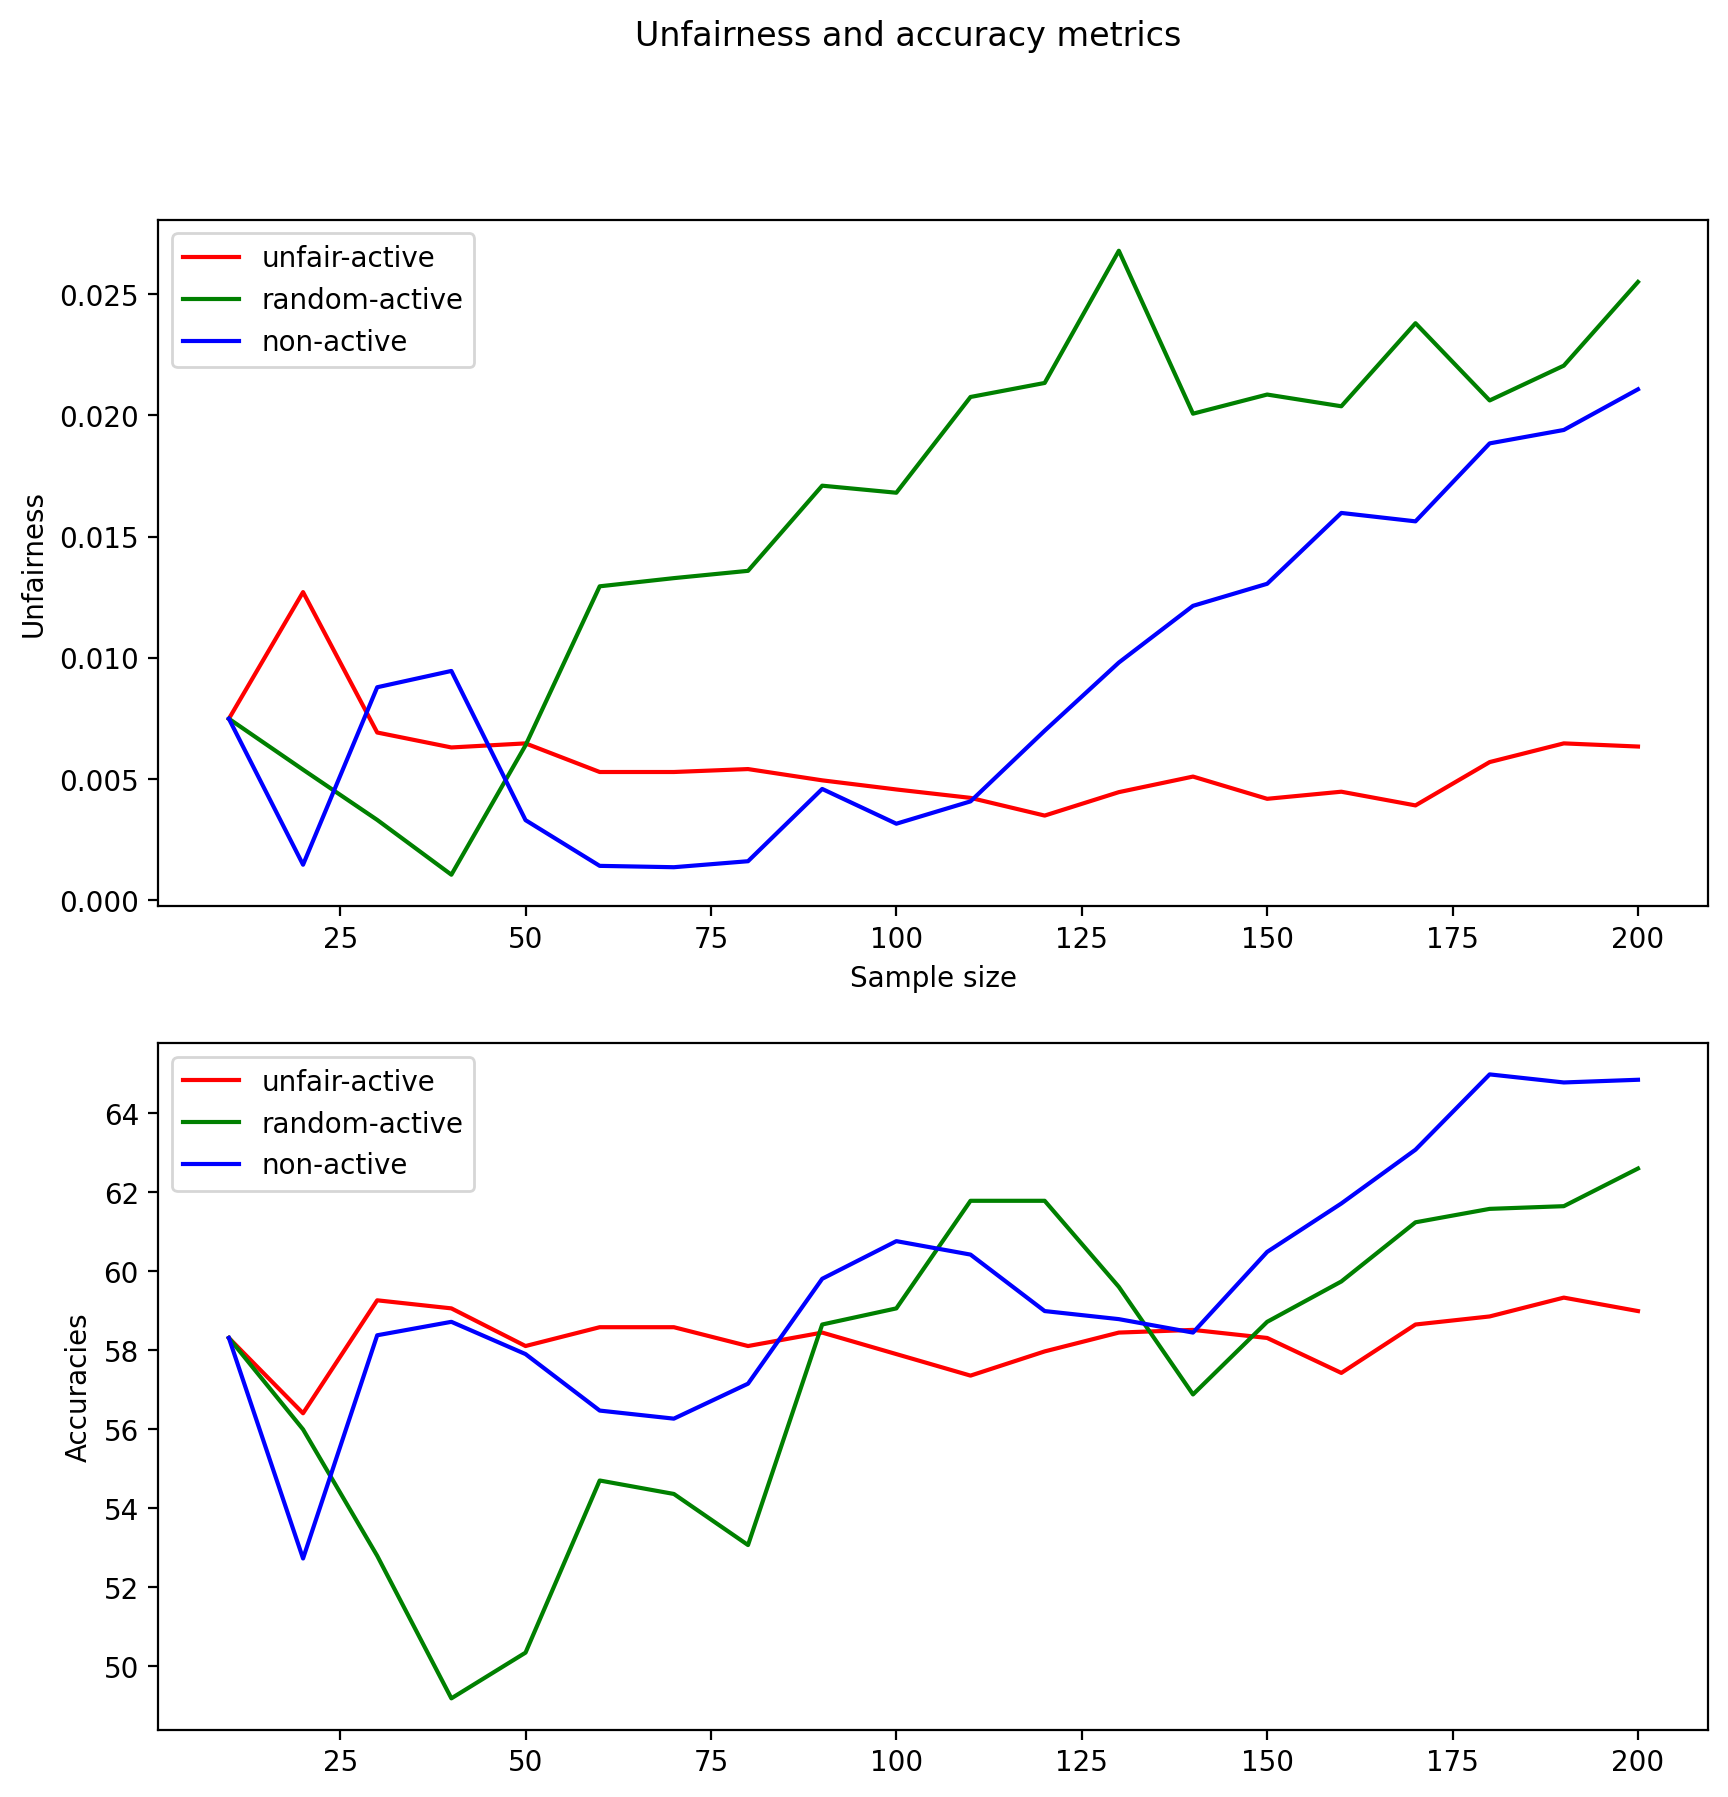 Unfairness and accuracy metrics
unfair-active
random-active
non-active
0.025
0.020
0.015
0.010
0.005
0.000
Unfairness
25 50 75 100 125 150 175 200
Sample size
unfair-active
random-active
non-active
64
62
60
58
56
54
52
50
Accuracies
25 50 75 100 125 150 175 200